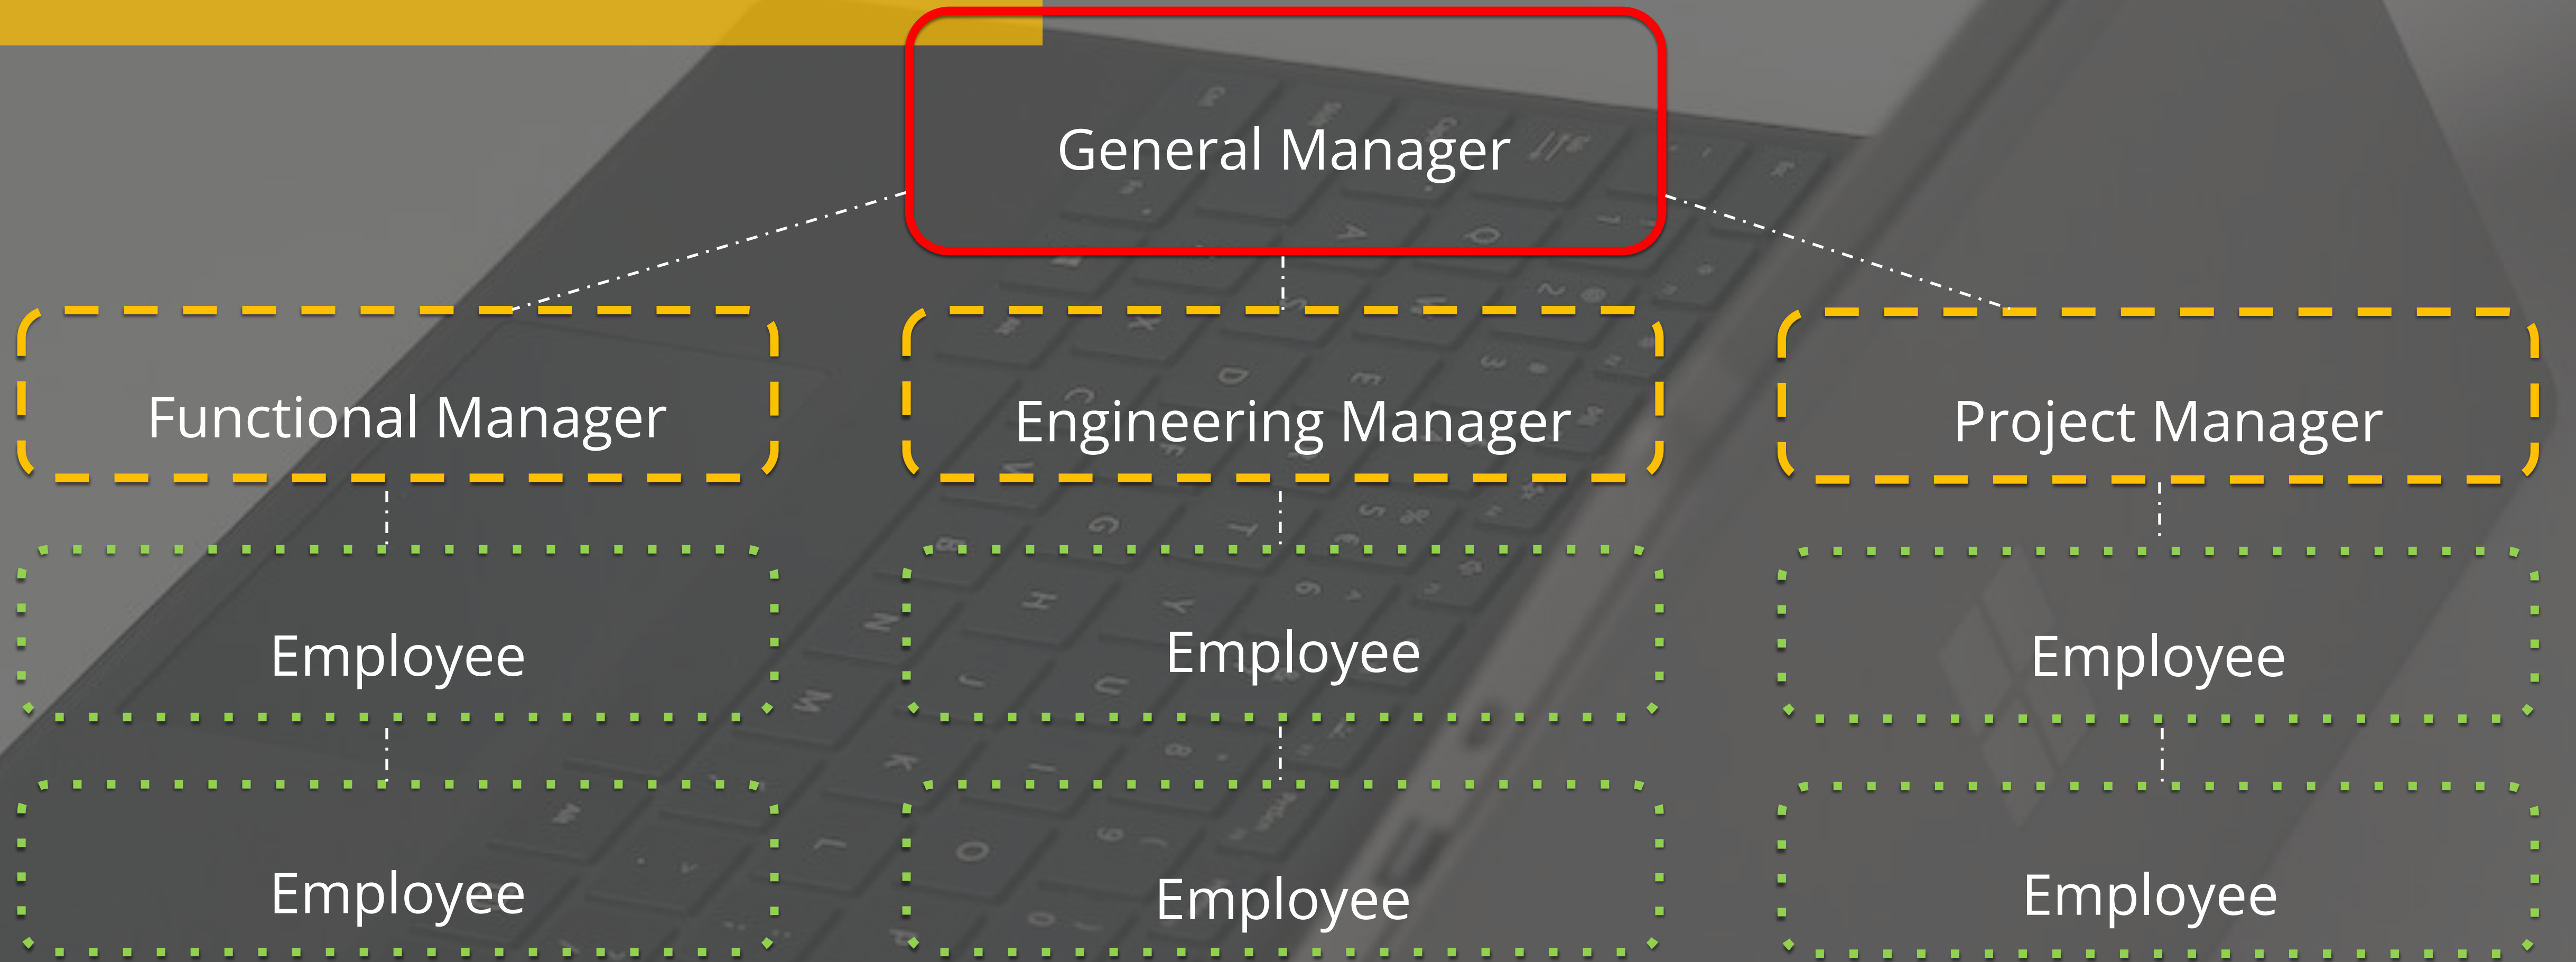 General Manager
Functional Manager
Engineering Manager
Project Manager
Employee
Employee
Employee
Employee
Employee
Employee